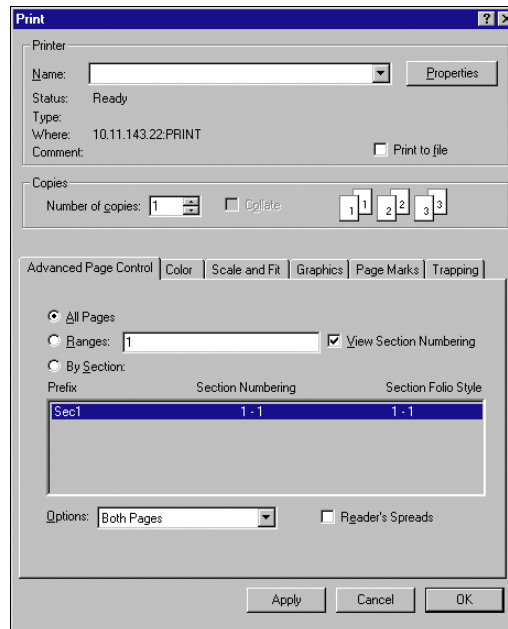 Print
Printer
Name:
Properties
Status: Ready
Type:
Where: 10.11.143.22:PRINT
Comment:
Print to file
Copies
Number of copies: 1
Collate
1 1 2 2 3 3
Advanced Page Control Color Scale and Fit Graphics Page Marks Trapping
All Pages
Ranges: 1
View Section Numbering
By Section:
Prefix Section Numbering Section Folio Style
Sec1 1 - 1 1 - 1
Options: Both Pages
Reader's Spreads
Apply Cancel OK